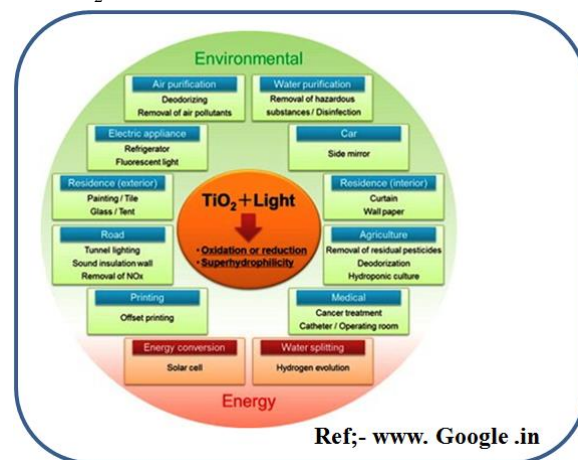 2
Environmental
Air purification
Deodorizing
Removal of air pollutants
Water purification
Removal of hazardous
substances / Disinfection
Electric appliance
Refrigerator
Fluorescent light
Car
Side mirror
Residence (exterior)
Painting / Tile
Glass / Tent
TiO₂+Light
• Oxidation or reduction
• Superhydrophilicity
Residence (interior)
Curtain
Wall paper
Road
Tunnel lighting
Sound insulation wall
Removal of NOx
Agriculture
Removal of residual pesticides
Deodorization
Hydroponic culture
Printing
Offset printing
Medical
Cancer treatment
Catheter / Operating room
Energy conversion
Solar cell
Water splitting
Hydrogen evolution
Energy
Ref;- www. Google .in